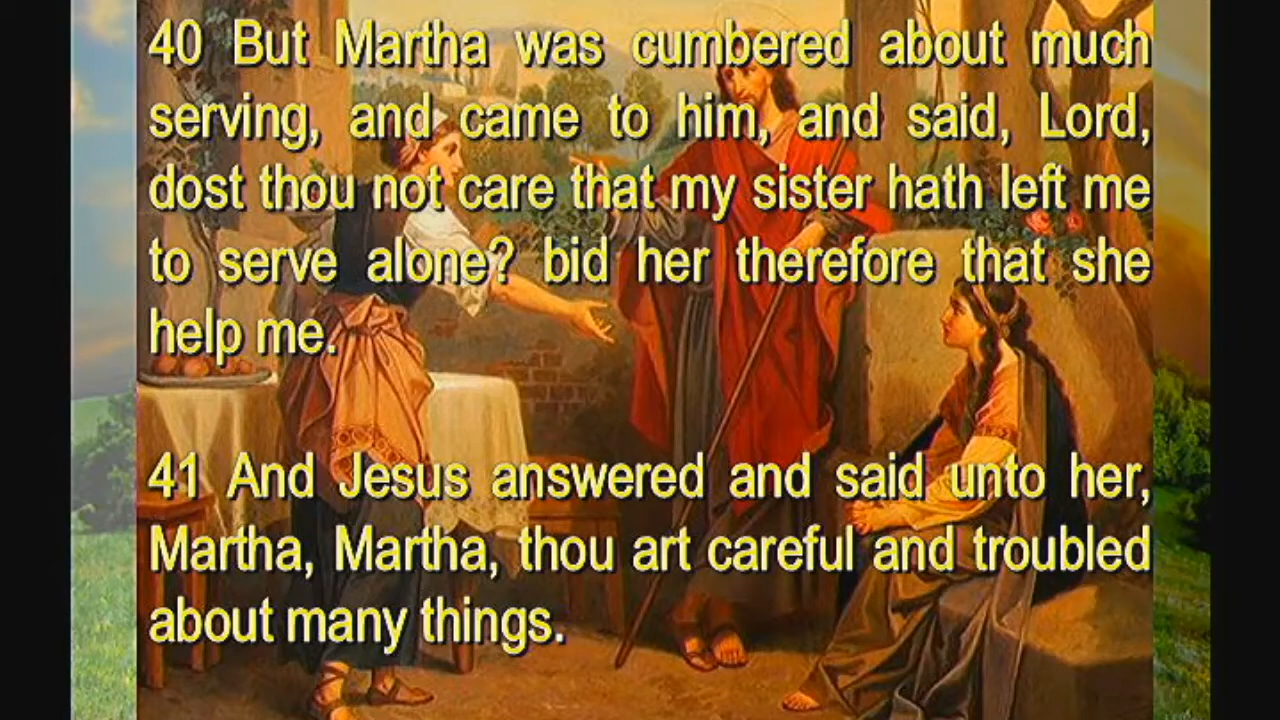 40 But Martha was cumbered about much
serving, and came to him, and said, Lord,
dost thou not care that my sister hath left me
to serve alone? bid her therefore that she
help me.
41 And Jesus answered and said unto her,
Martha, Martha, thou art careful and troubled
about many things.